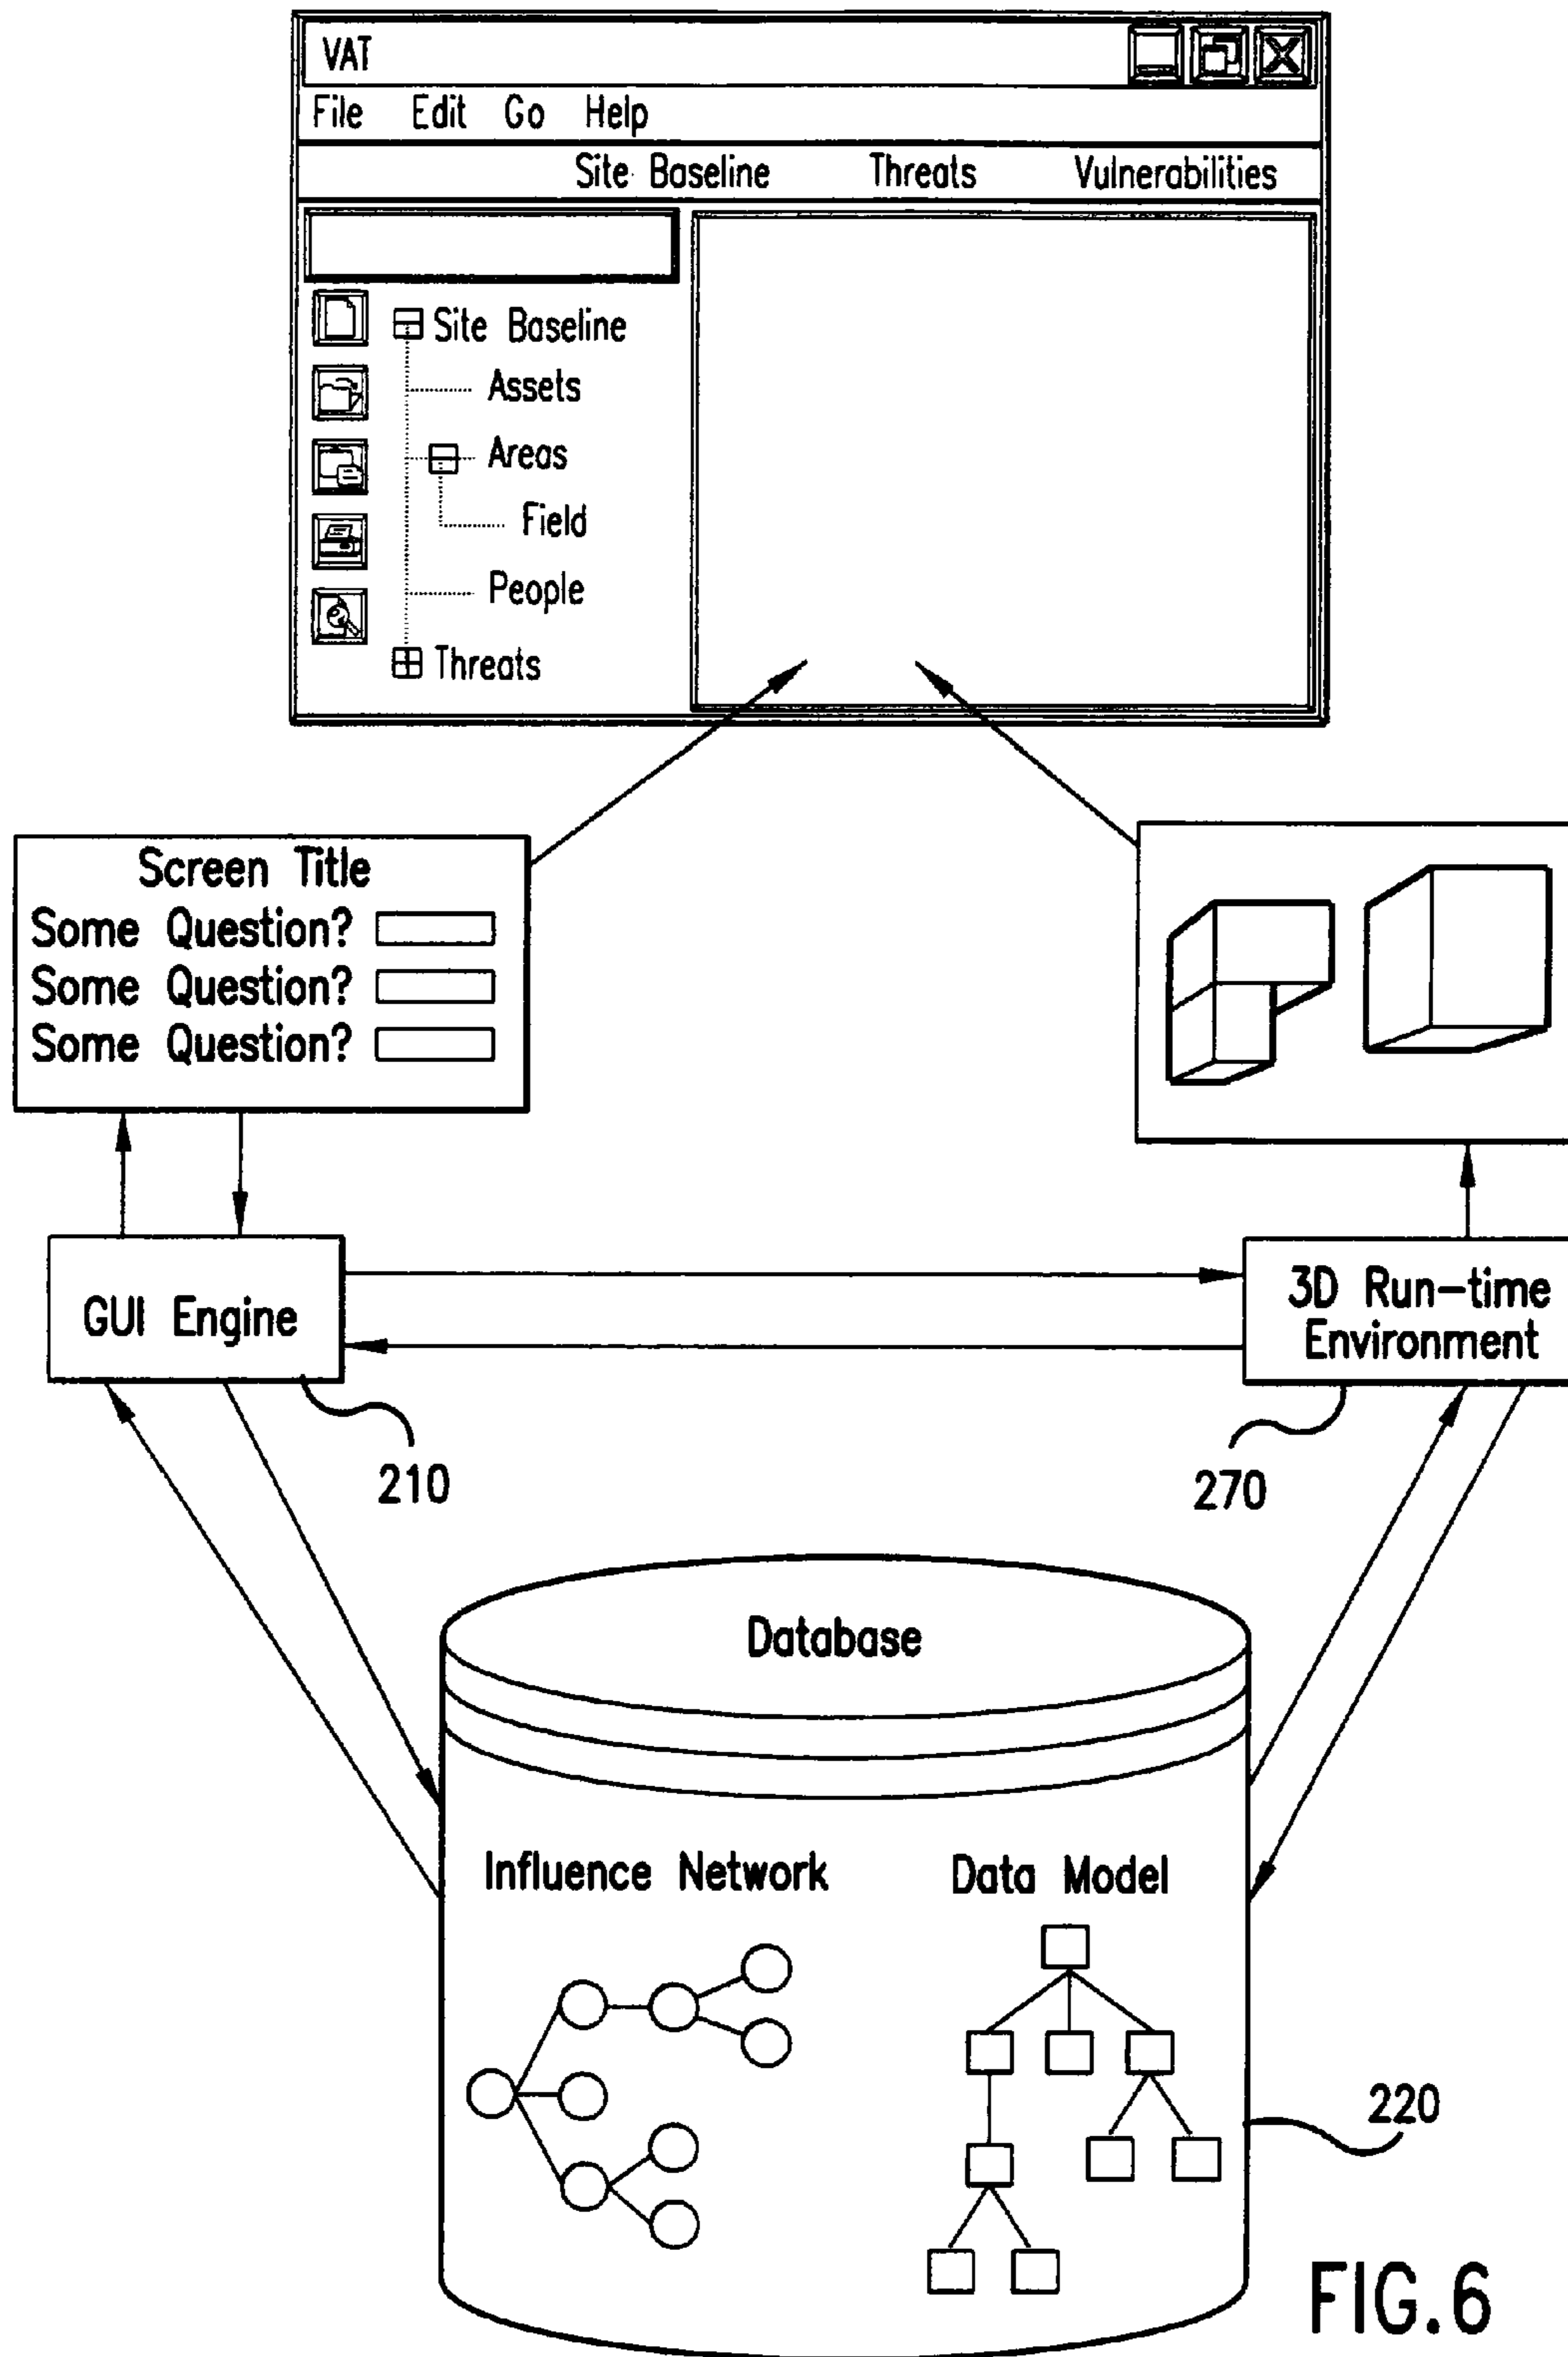 VAT
File Edit Go Help
Site Baseline Threats Vulnerabilities
Site Baseline
Assets
Areas
Field
People
Threats
Screen Title
Some Question?
Some Question?
Some Question?
GUI Engine
3D Run-time
Environment
210
270
Database
Influence Network
Data Model
220
FIG.6